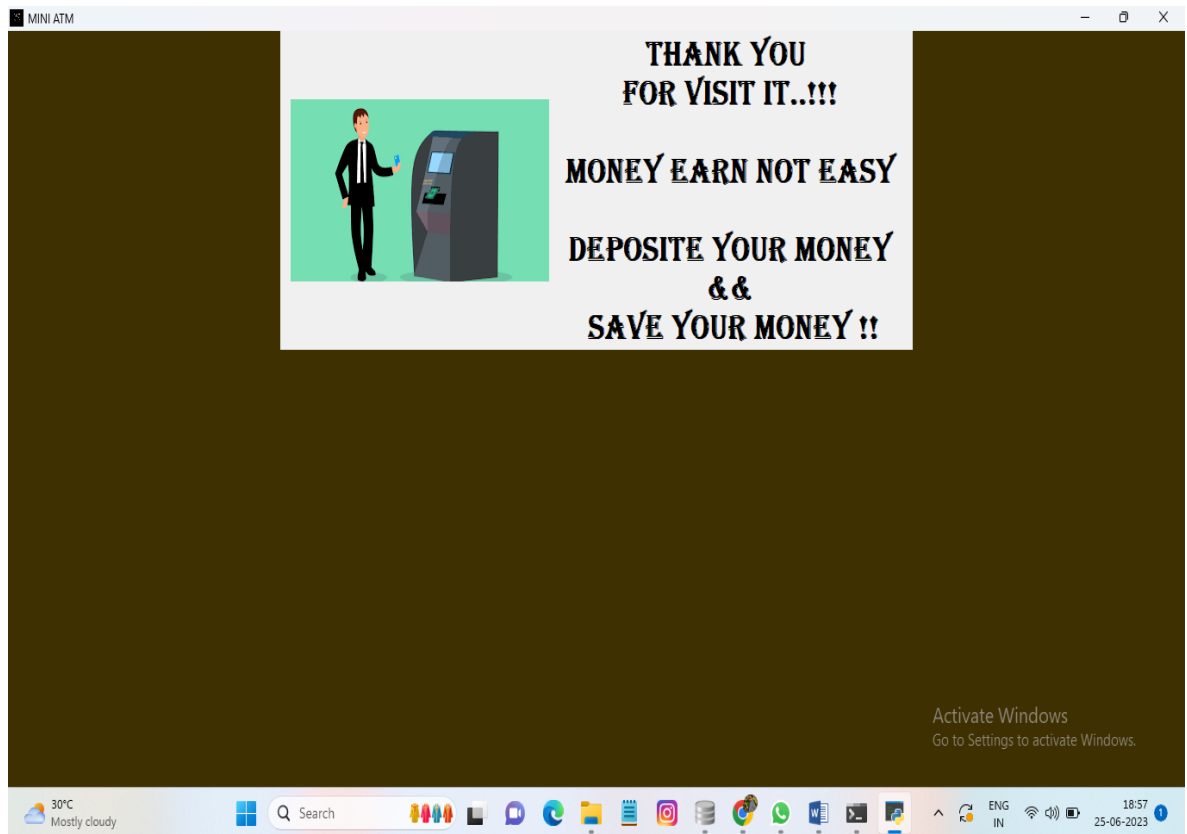 MINI ATM
THANK YOU
FOR VISIT IT..!!!
MONEY EARN NOT EASY
DEPOSITE YOUR MONEY
&&
SAVE YOUR MONEY !!
Activate Windows
Go to Settings to activate Windows.
30°C
Mostly cloudy
Search
ENG
IN
18:57
25-06-2023
1